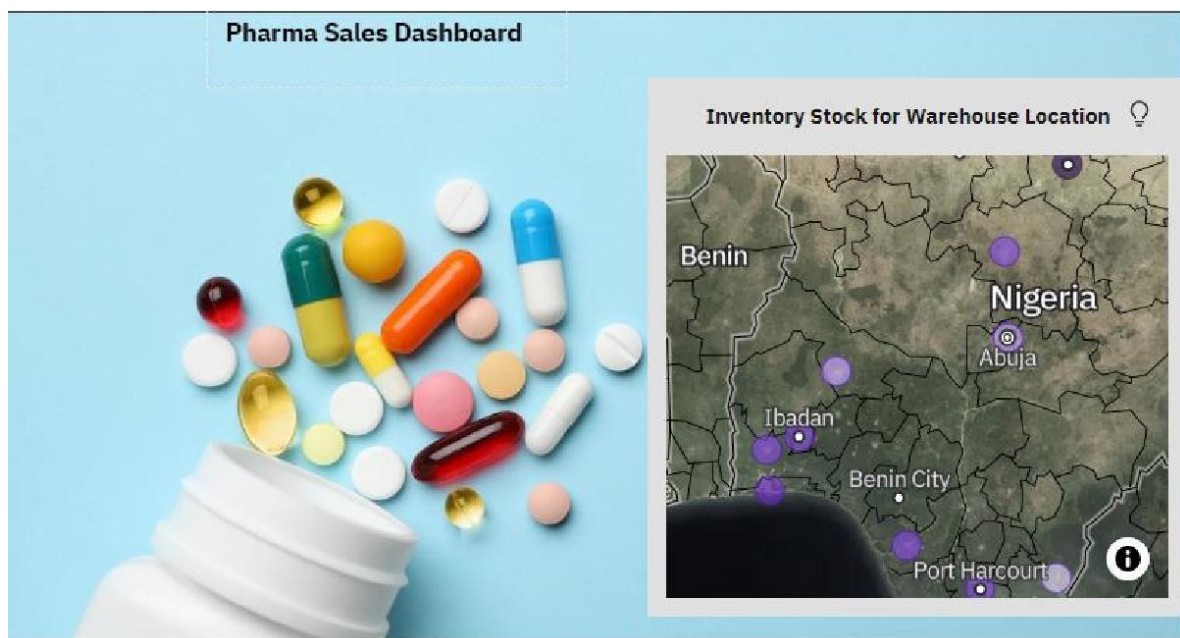 Pharma Sales Dashboard
Inventory Stock for Warehouse Location
Benin
Nigeria
Abuja
Ibadan
Benin City
Port Harcourt